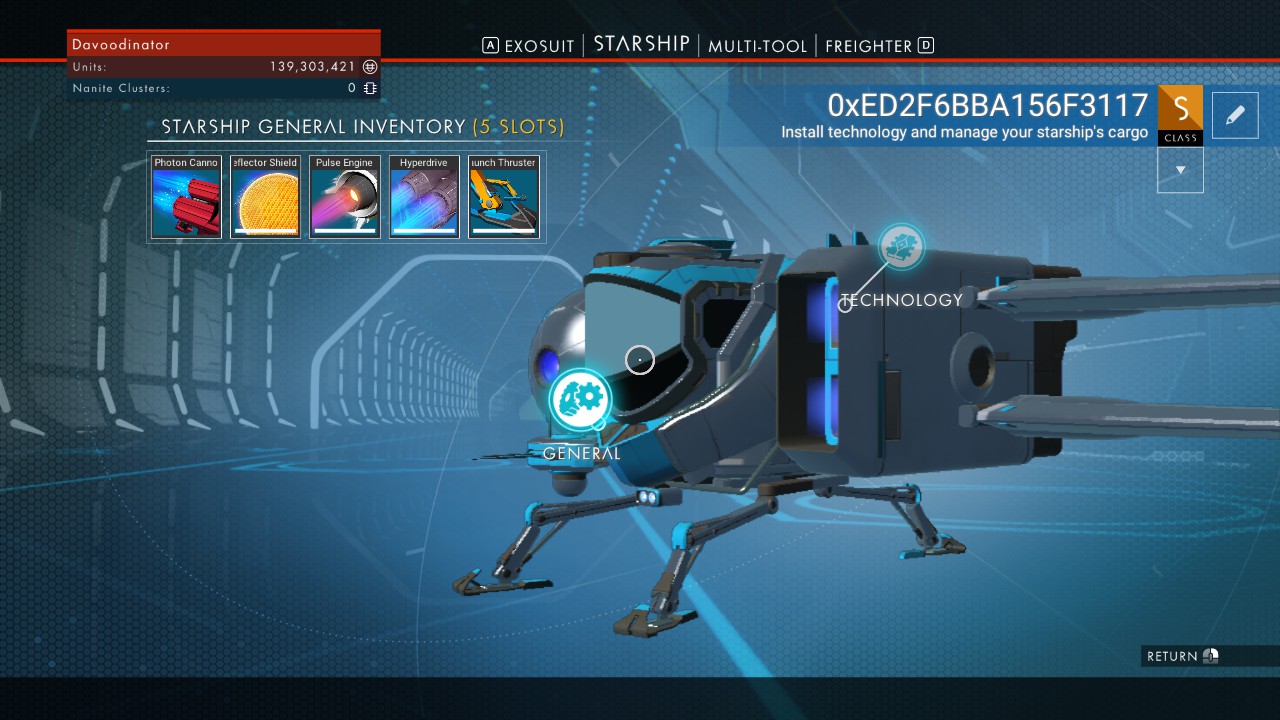 Davoodinator
Units: 139,303,421
Nanite Clusters: 0
A EXOSUIT STARSHIP MULTI-TOOL FREIGHTER D
0xED2F6BBA156F3117
Install technology and manage your starship's cargo
S
CLASS
STARSHIP GENERAL INVENTORY (5 SLOTS)
Photon Canno eflector Shield Pulse Engine Hyperdrive aunch Thruster
TECHNOLOGY
GENERAL
RETURN